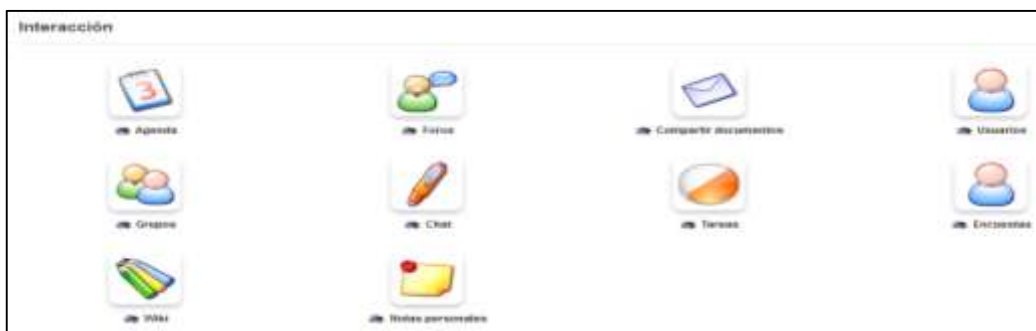 Interacción
Agenda
Foros
Compartir documentos
Usuarios
Grupos
Chat
Tareas
Encuestas
Wiki
Notas personales